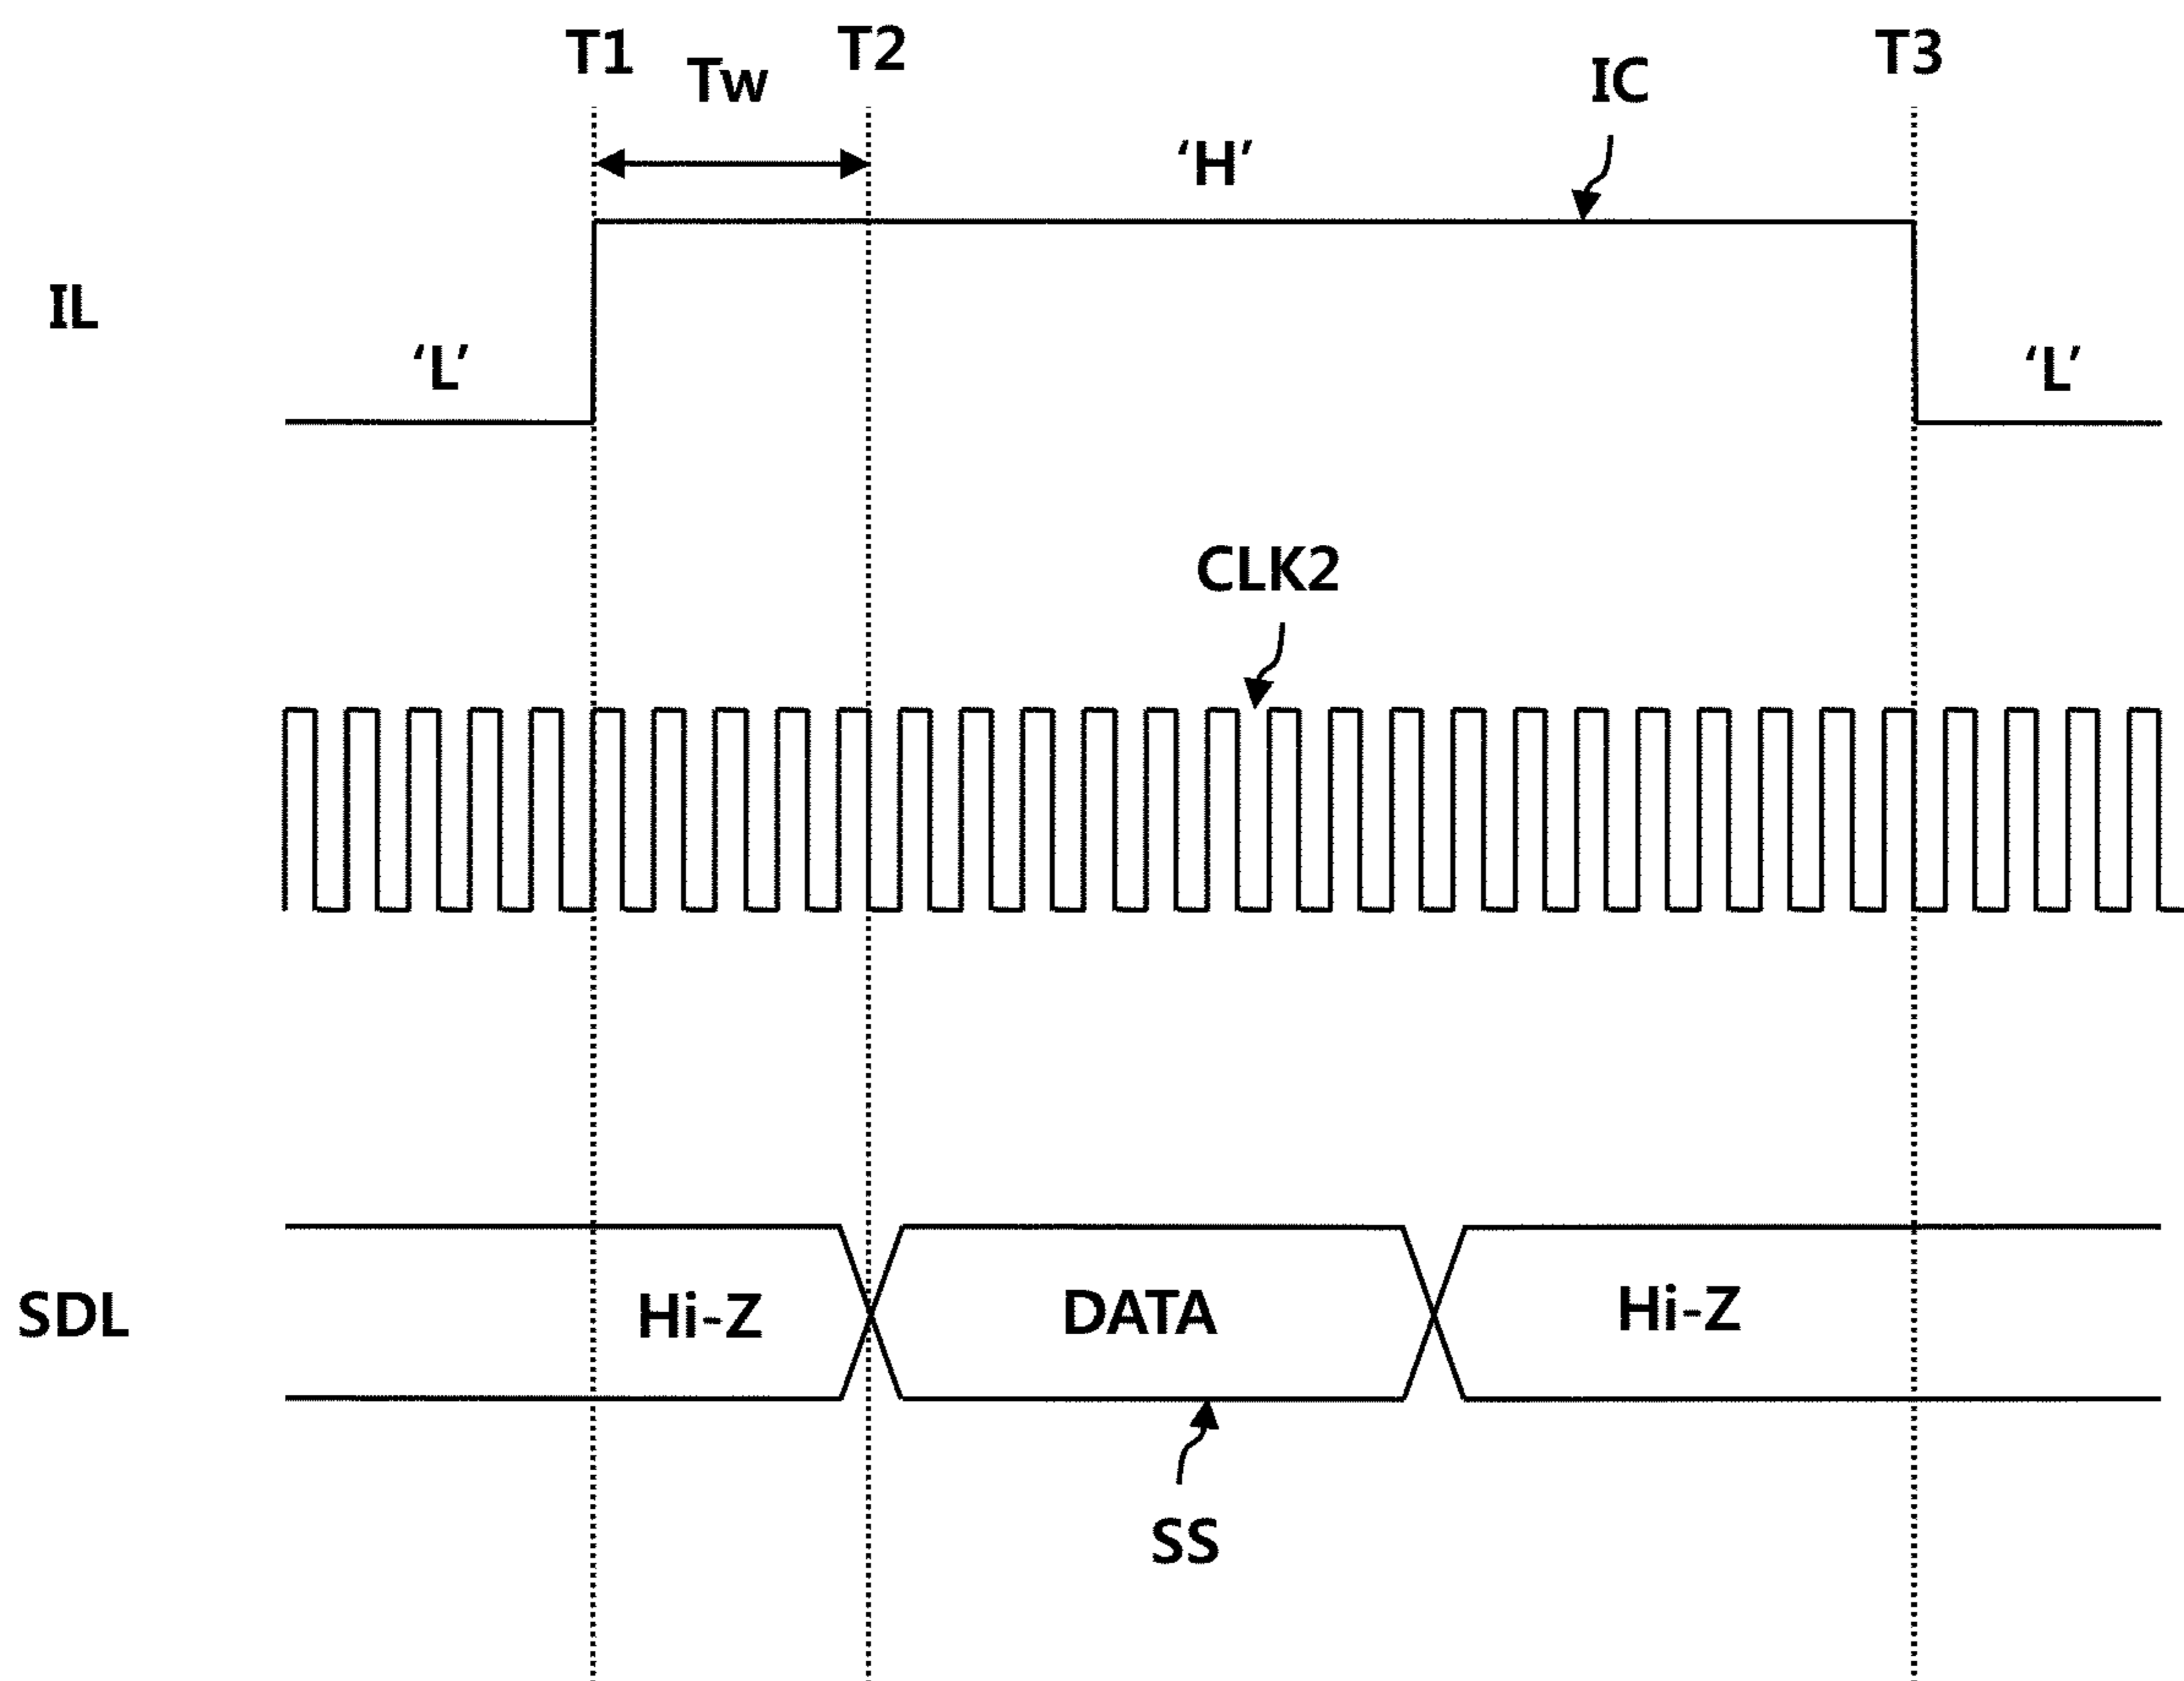 T1
Tw
T2
IC
T3
‘H’
IL
‘L’
‘L’
CLK2
SDL
Hi-Z
DATA
Hi-Z
SS